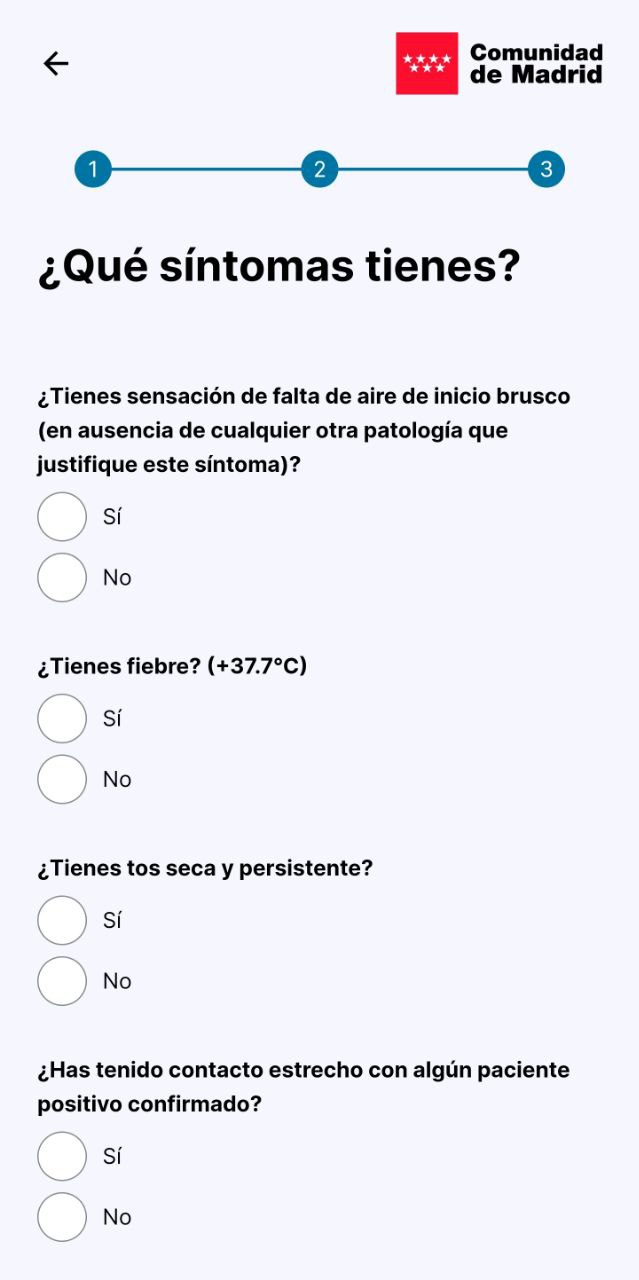 Comunidad
de Madrid
1
2
3
¿Qué síntomas tienes?
¿Tienes sensación de falta de aire de inicio brusco
(en ausencia de cualquier otra patología que
justifique este síntoma)?
Sí
No
¿Tienes fiebre? (+37.7°C)
Sí
No
¿Tienes tos seca y persistente?
Sí
No
¿Has tenido contacto estrecho con algún paciente
positivo confirmado?
Sí
No